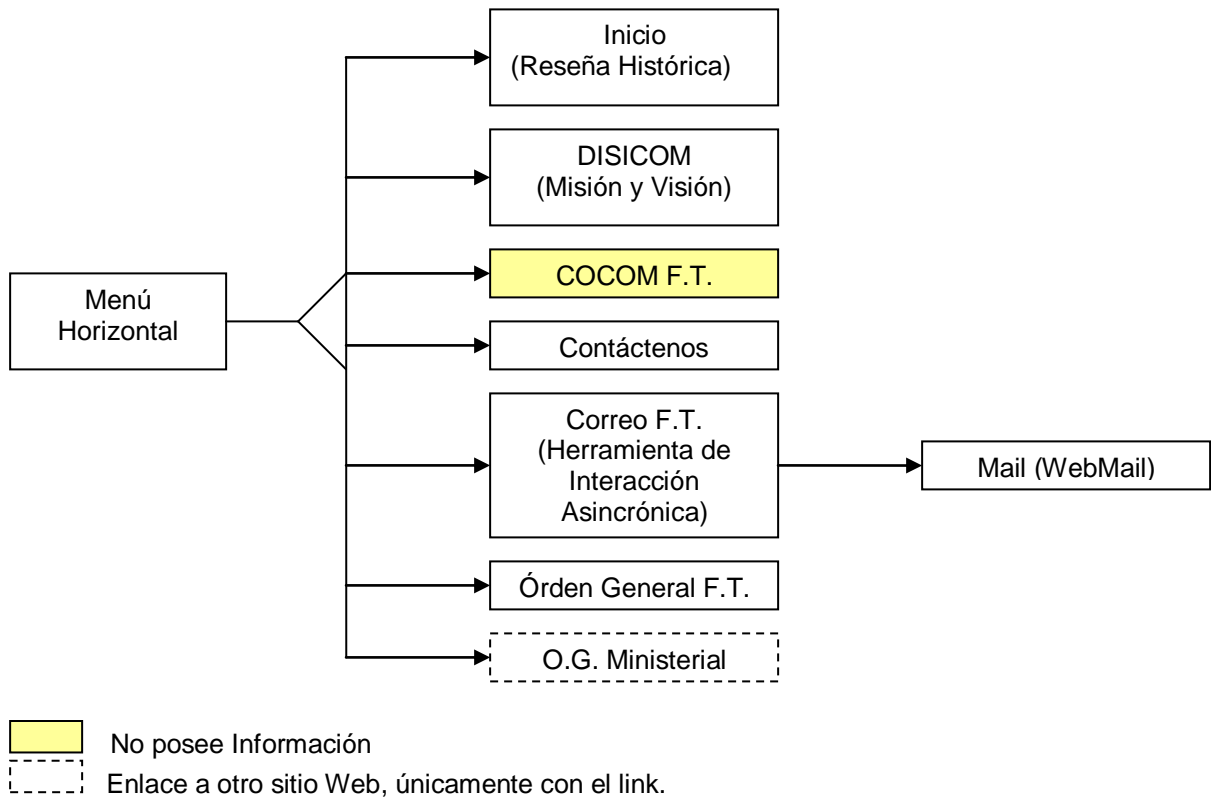 Inicio
(Reseña Histórica)
DISICOM
(Misión y Visión)
COCOM F.T.
Menú
Horizontal
Contáctenos
Correo F.T.
(Herramienta de
Interacción
Asincrónica)
Mail (WebMail)
Órden General F.T.
O.G. Ministerial
No posee Información
Enlace a otro sitio Web, únicamente con el link.